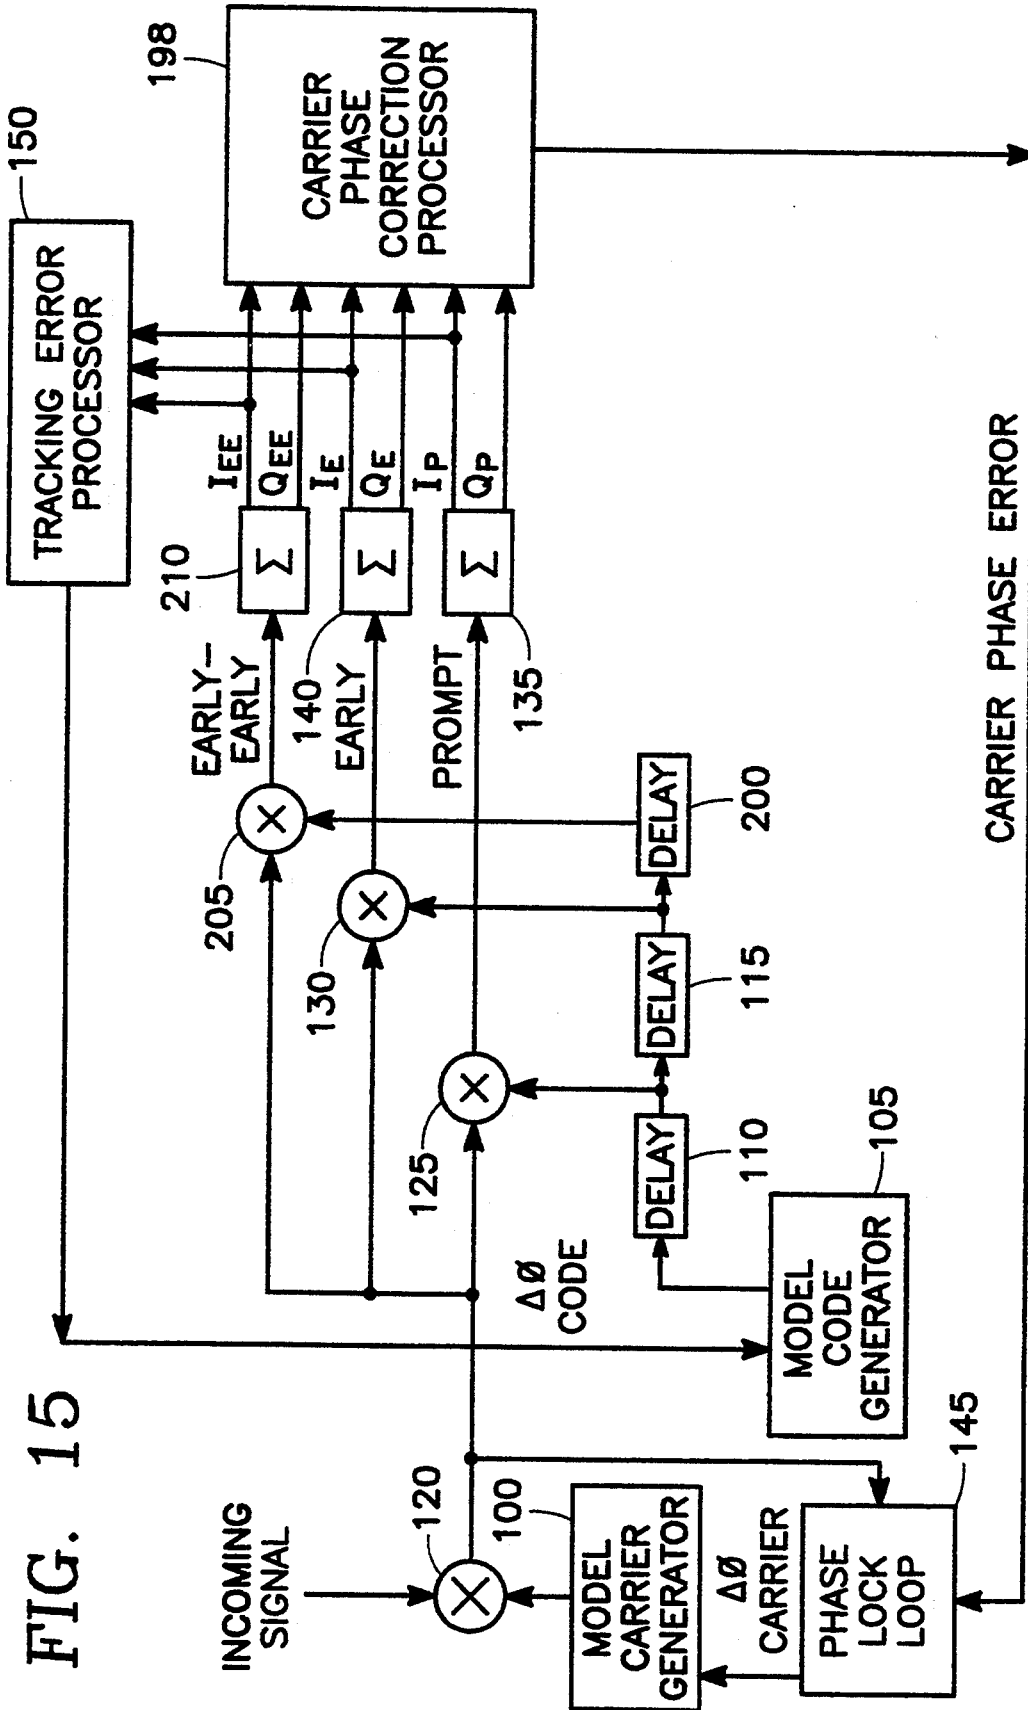 FIG. 15
INCOMING
SIGNAL
120
100
MODEL
CARRIER
GENERATOR
ΔØ
CARRIER
PHASE
LOCK
LOOP
145
MODEL
CODE
GENERATOR
105
ΔØ
CODE
DELAY
110
DELAY
115
DELAY
200
125
130
205
EARLY-
EARLY
EARLY
PROMPT
210
Σ
140
Σ
135
Σ
IEE
QEE
IE
QE
IP
QP
TRACKING ERROR
PROCESSOR
150
CARRIER
PHASE
CORRECTION
PROCESSOR
198
CARRIER PHASE ERROR